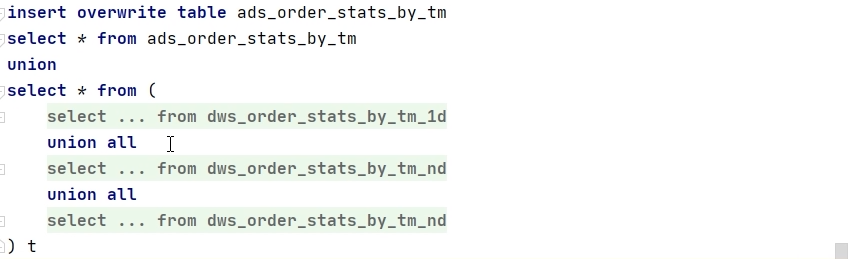 insert overwrite table ads_order_stats_by_tm
select * from ads_order_stats_by_tm
union
select * from (
    select ... from dws_order_stats_by_tm_1d
    union all
    select ... from dws_order_stats_by_tm_nd
    union all
    select ... from dws_order_stats_by_tm_nd
) t